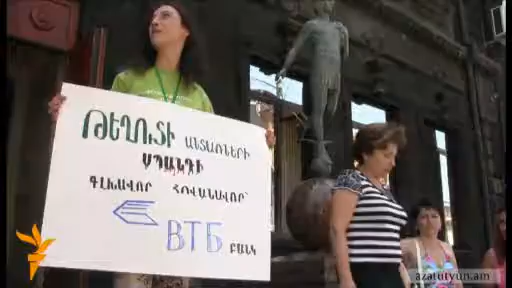 ԹԵՂՈՒՏԻ ԱՆՏԱՌՆԵՐԻ
ՍՊԱՆԴԻ
ԳԼԽԱՎՈՐ ՀՈՎԱՆԱՎՈՐ՝
ВТБ ԲԱՆԿ
azatutyun.am